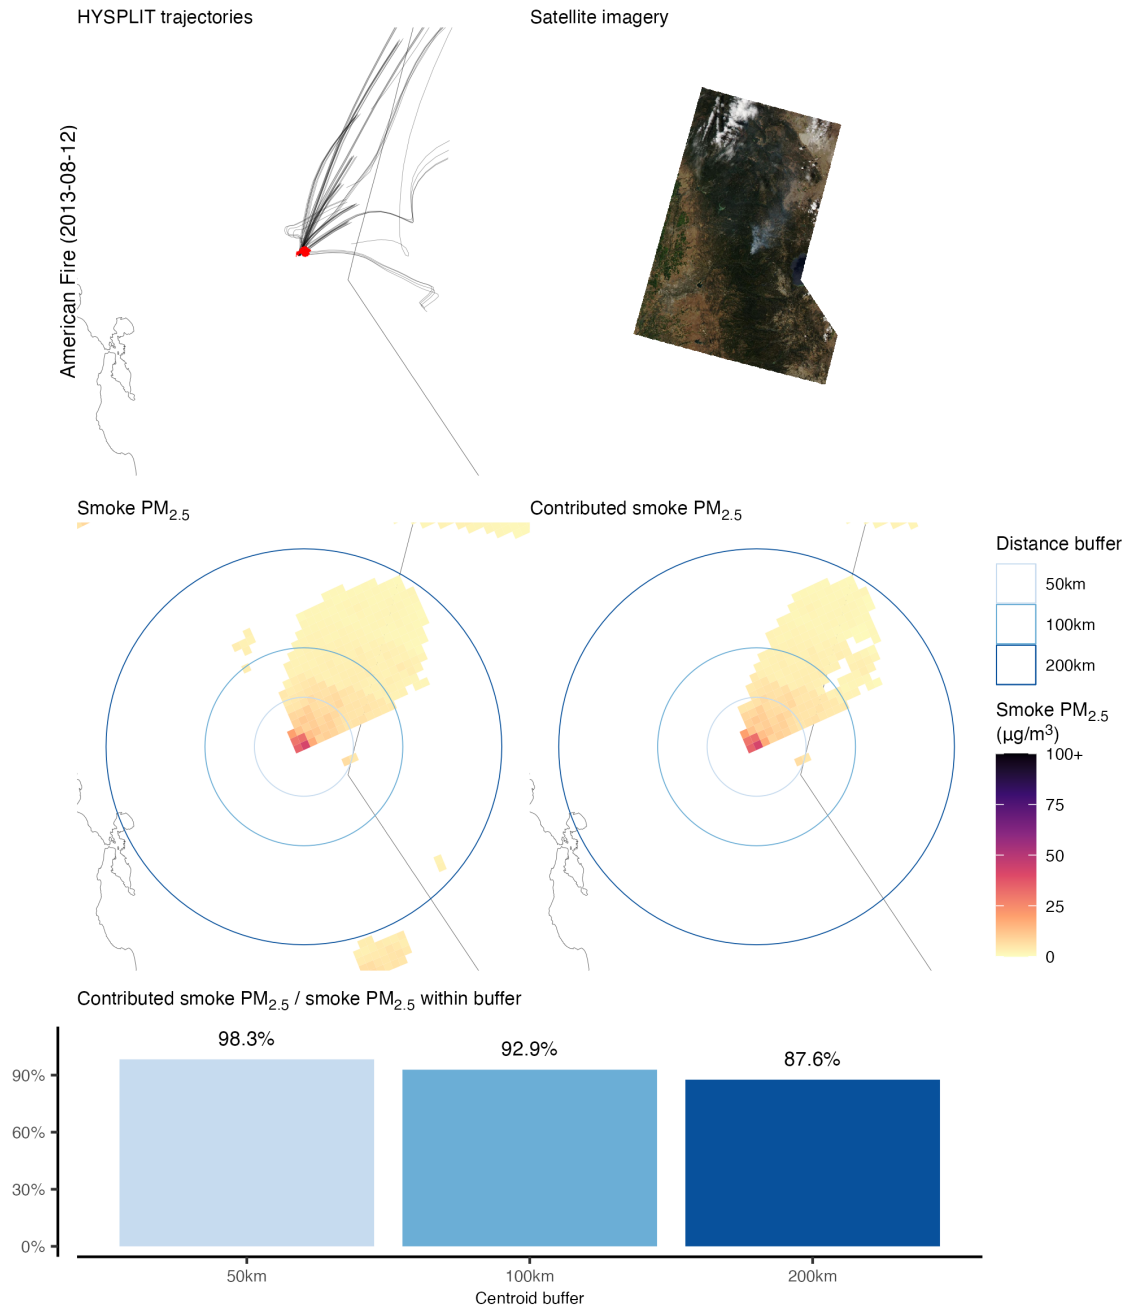 HYSPLIT trajectories
Satellite imagery
American Fire (2013-08-12)
Smoke PM2.5
Contributed smoke PM2.5
Distance buffer
50km
100km
200km
Smoke PM2.5
(µg/m3)
100+
75
50
25
0
Contributed smoke PM2.5 / smoke PM2.5 within buffer
98.3%
92.9%
87.6%
90%
60%
30%
0%
50km
100km
200km
Centroid buffer